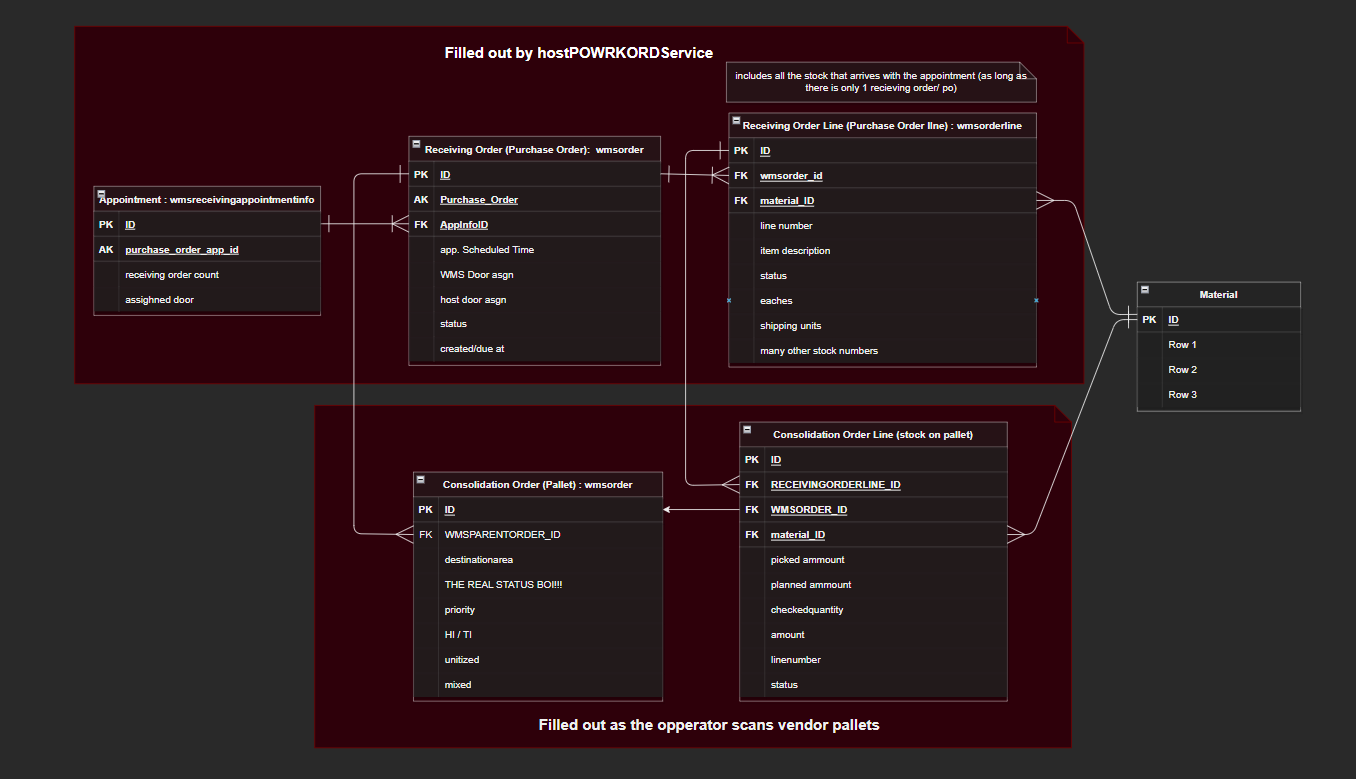 Filled out by hostPOWRKORDService
includes all the stock that arrives with the appointment (as long as
there is only 1 recieving order/ po)
Appointment : wmsreceivingappointmentinfo
PK ID
AK purchase_order_app_id
receiving order count
assighned door
Receiving Order (Purchase Order): wmsorder
PK ID
AK Purchase_Order
FK AppInfoID
app. Scheduled Time
WMS Door asgn
host door asgn
status
created/due at
Receiving Order Line (Purchase Order lIne) : wmsorderline
PK ID
FK wmsorder_id
FK material_ID
line number
item description
status
eaches
shipping units
many other stock numbers
Material
PK ID
Row 1
Row 2
Row 3
Consolidation Order (Pallet) : wmsorder
PK ID
FK WMSPARENTORDER_ID
destinationarea
THE REAL STATUS BOI!!!
priority
HI / TI
unitized
mixed
Consolidation Order Line (stock on pallet)
PK ID
FK RECEIVINGORDERLINE_ID
FK WMSORDER_ID
FK material_ID
picked ammount
planned ammount
checkedquantity
amount
linenumber
status
Filled out as the opperator scans vendor pallets